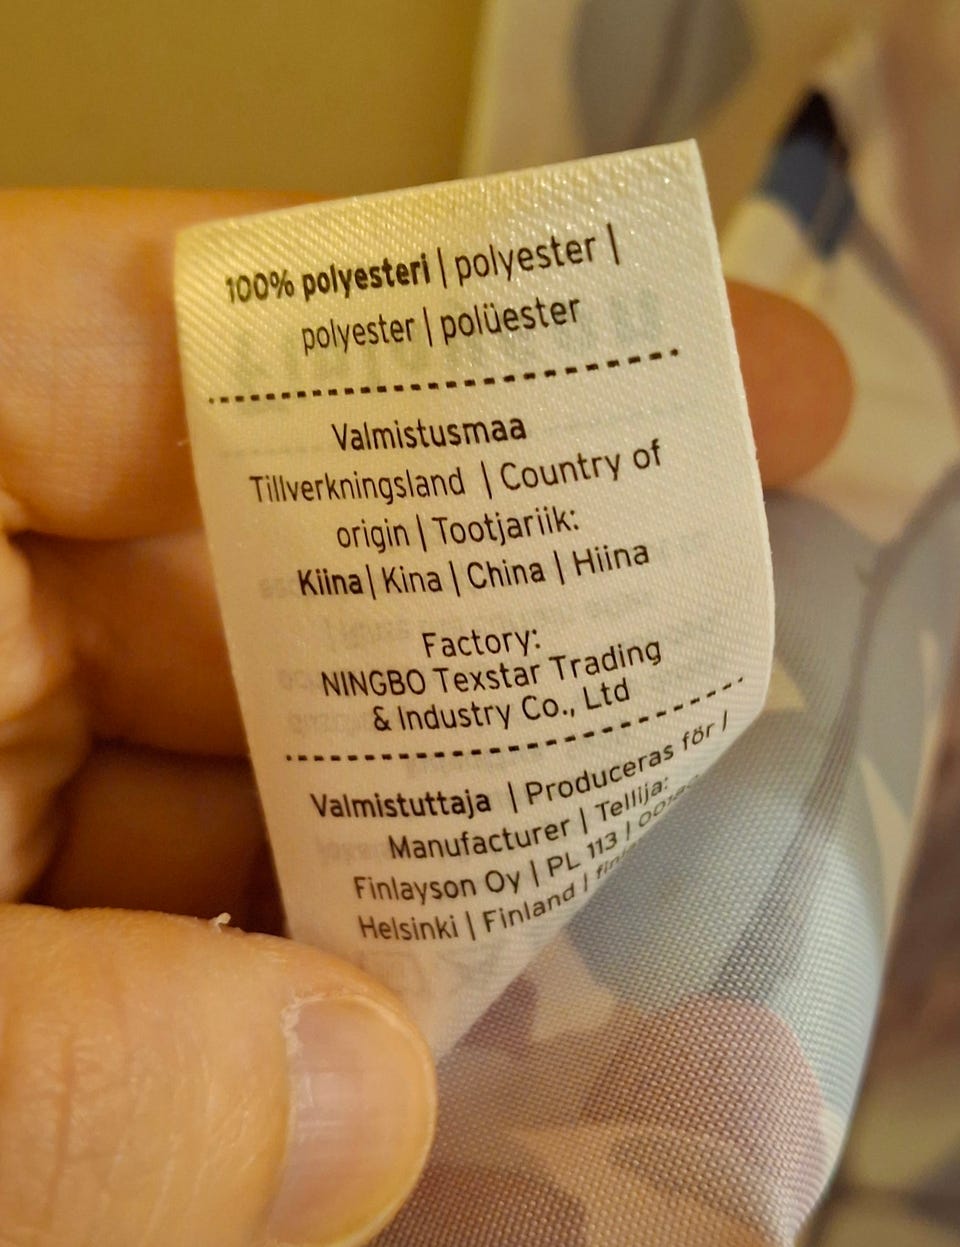 100% polyesteri | polyester |
polyester | polüester
Valmistusmaa
Tillverkningsland | Country of
origin | Tootjariik:
Kiina | Kina | China | Hiina
Factory:
NINGBO Texstar Trading
& Industry Co., Ltd
Valmistuttaja | Produceras för |
Manufacturer | Tellija:
Finlayson Oy | PL 113 |
Helsinki | Finland |